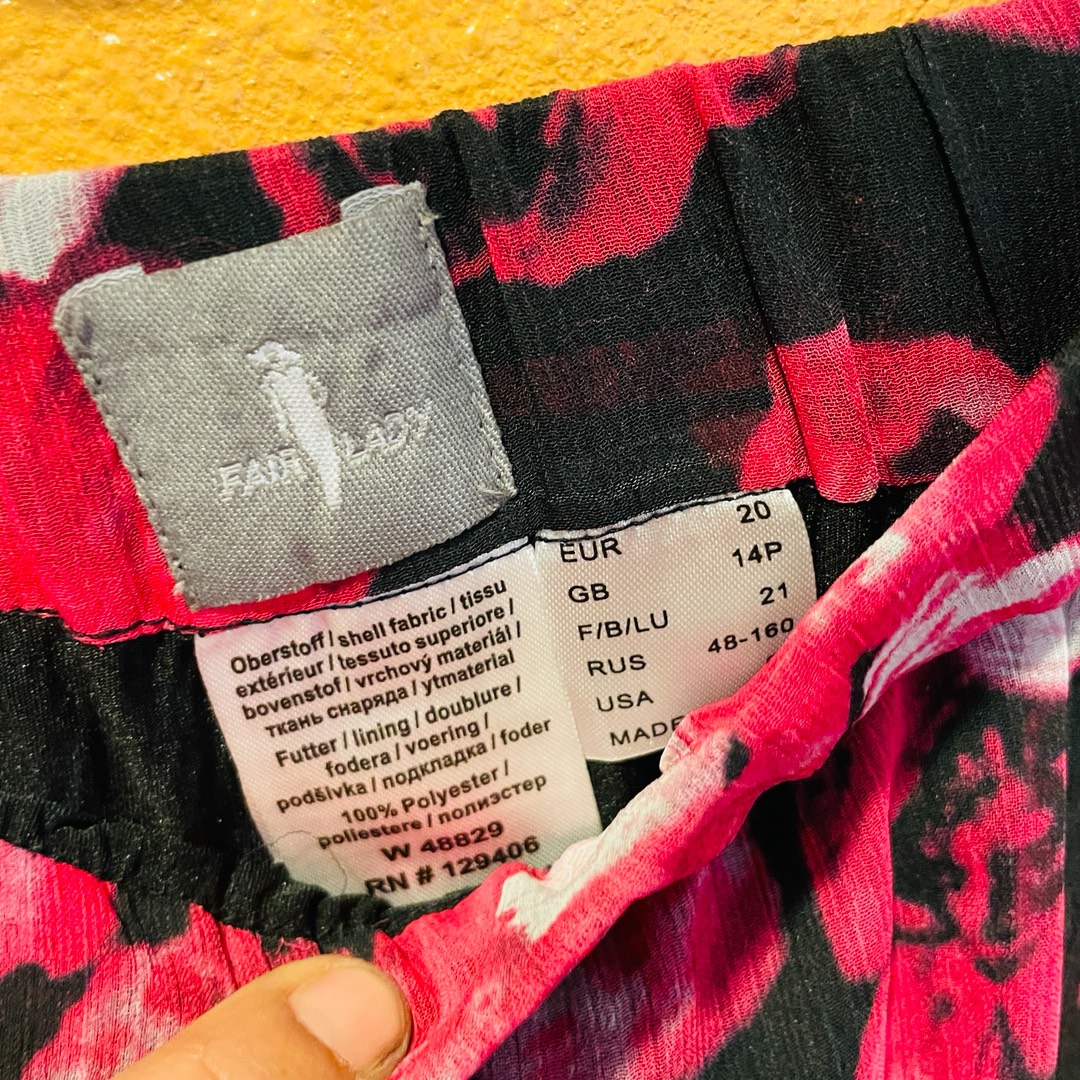 FAIR LADY
Oberstoff / shell fabric / tissu
extérieur / tessuto superiore /
bovenstof / vrchový materiál /
ткань снаряда / ytmaterial
Futter / lining / doublure /
fodera / voering /
podšívka / подкладка / foder
100% Polyester /
poliestere / полиэстер
W 48829
RN # 129406
20
EUR 14P
GB 21
F/B/LU 48-160
RUS
USA
MADE